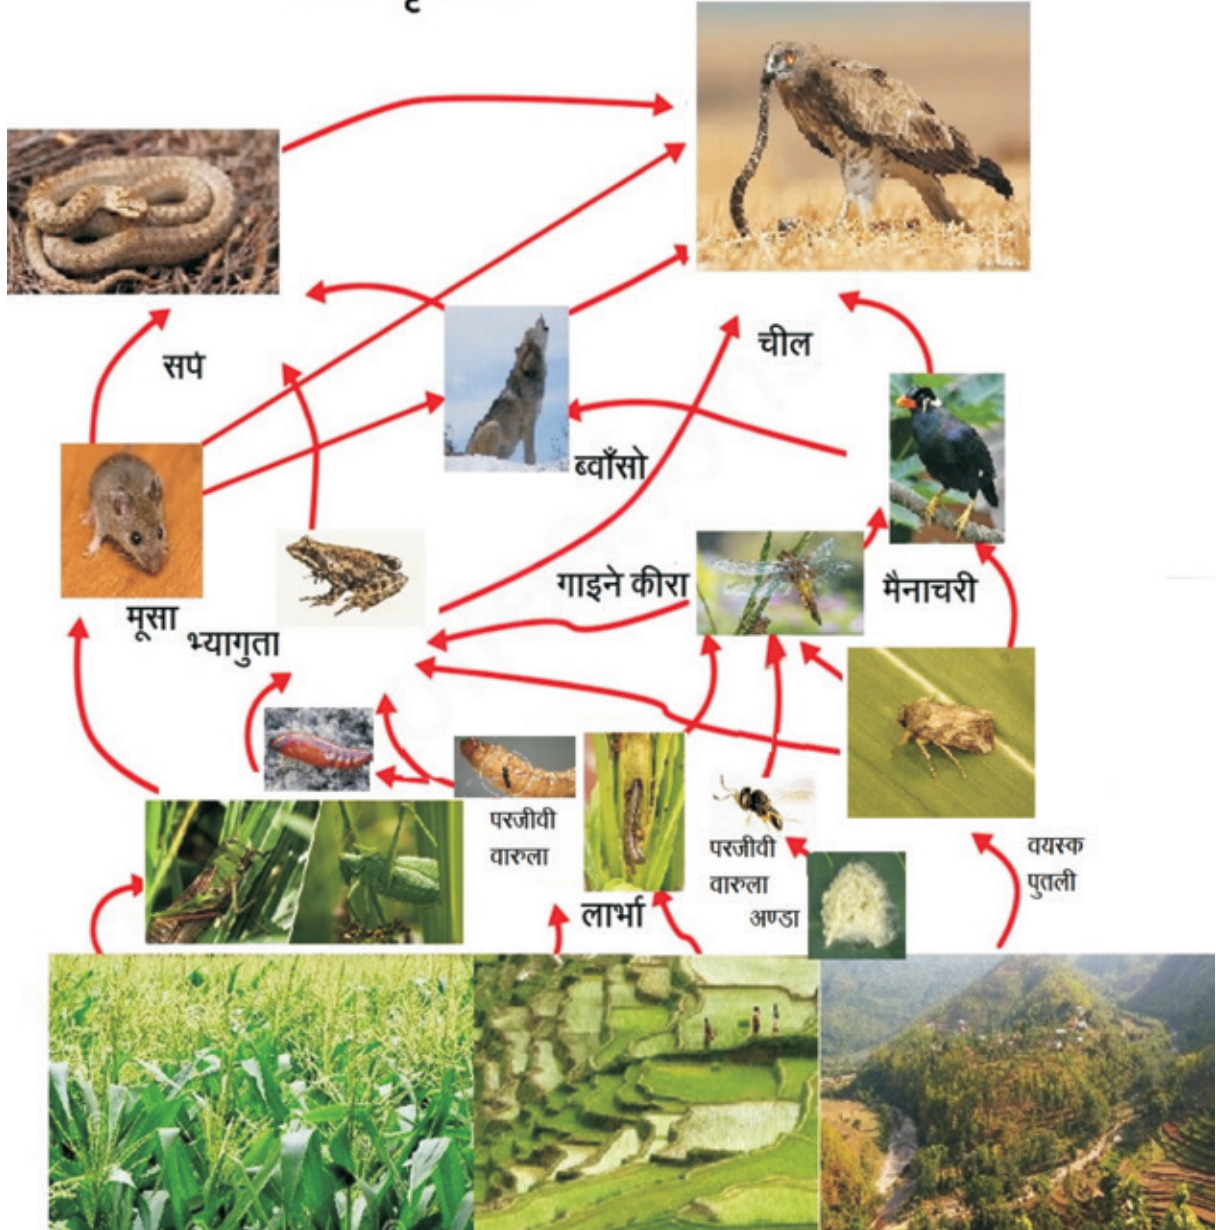 सर्प
चील
ब्वाँसो
गाइने कीरा
मैनाचरी
मूसा
भ्यागुता
परजीवी
वारुला
परजीवी
वारुला
वयस्क
पुतली
लार्भा
अण्डा